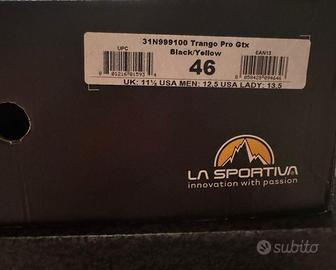 31N999100 Trango Pro Gtx
Black/Yellow
UPC
EAN13
46
UK: 11½ USA MEN: 12,5 USA LADY: 13,5
LA SPORTIVA
innovation with passion
subito